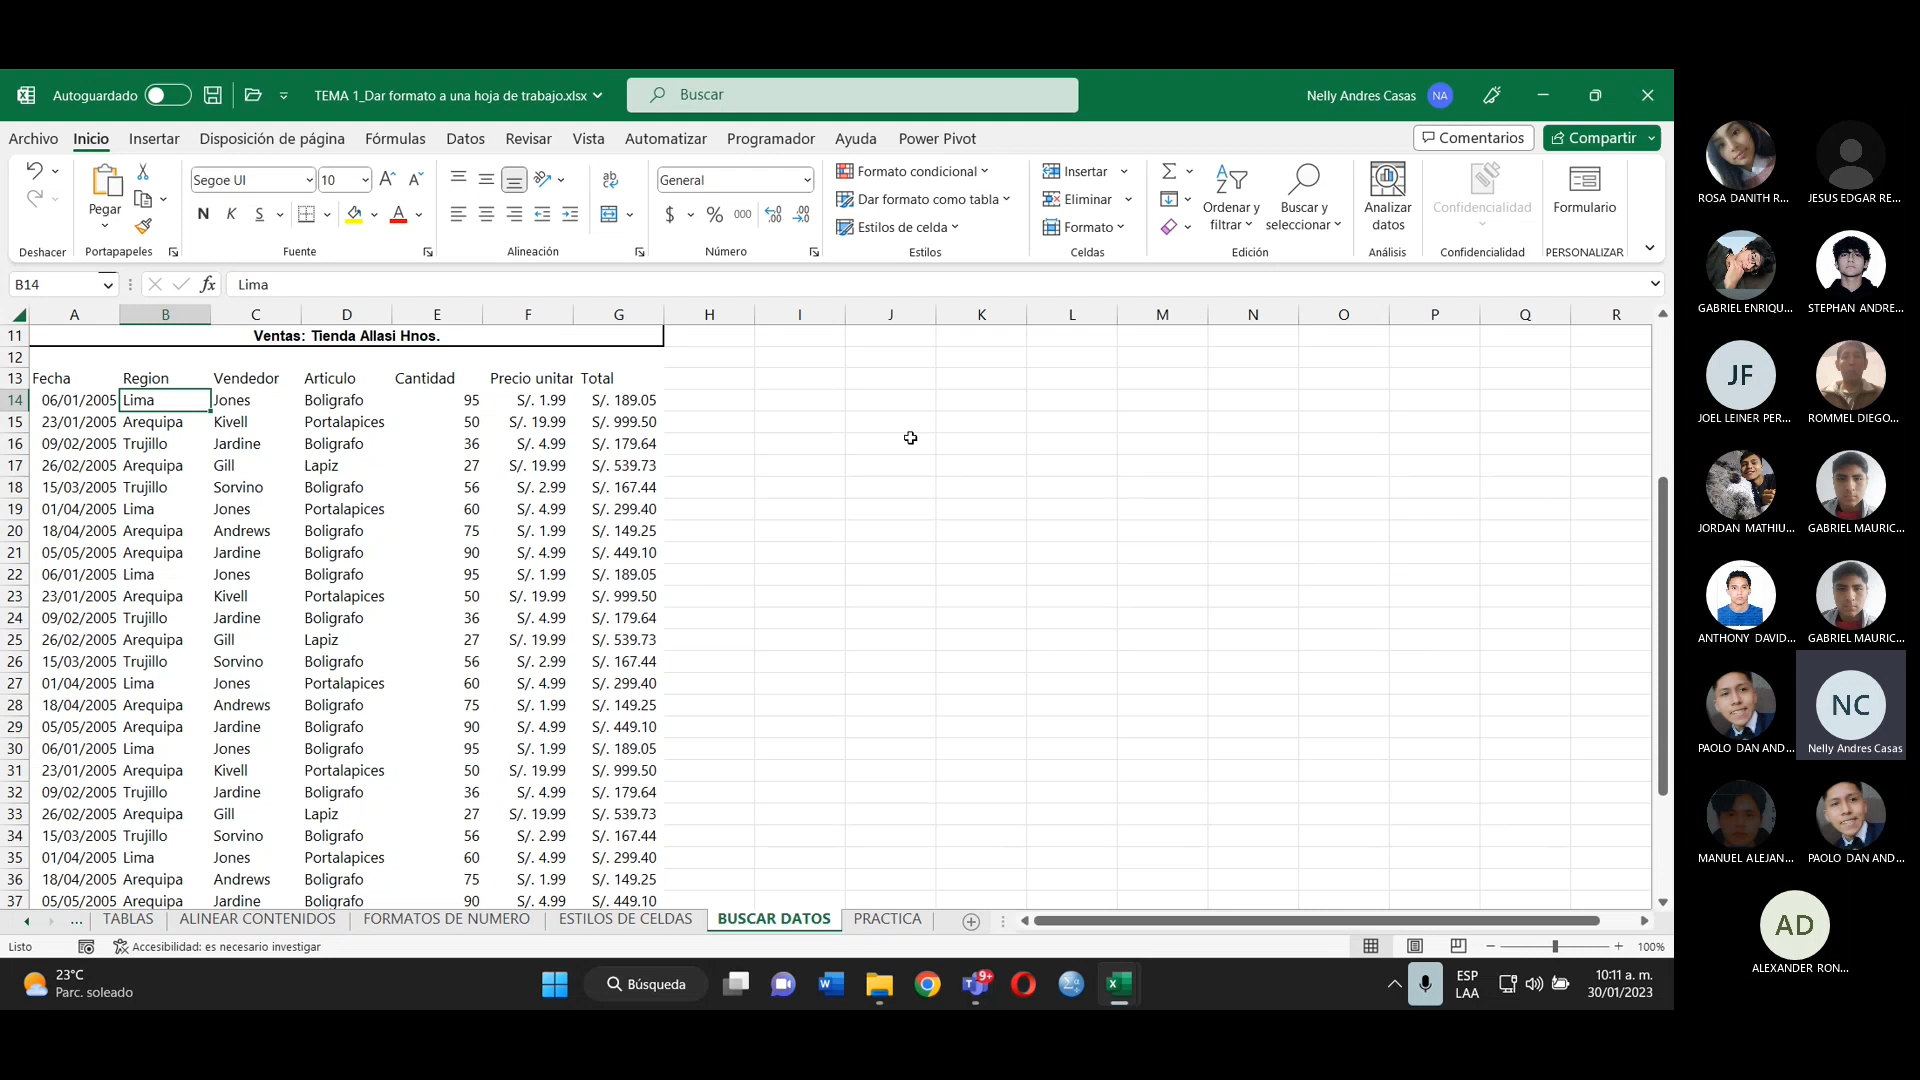 Autoguardado
TEMA 1_Dar formato a una hoja de trabajo.xlsx
Buscar
Nelly Andres Casas
NA
Archivo Inicio Insertar Disposición de página Fórmulas Datos Revisar Vista Automatizar Programador Ayuda Power Pivot
Comentarios Compartir
Pegar
Segoe UI 10
General
Formato condicional
Dar formato como tabla
Estilos de celda
Insertar
Eliminar
Formato
Ordenar y filtrar
Buscar y seleccionar
Analizar datos
Confidencialidad
Formulario
Deshacer Portapapeles Fuente Alineación Número Estilos Celdas Edición Análisis Confidencialidad PERSONALIZAR
B14 fx Lima
A B C D E F G H I J K L M N O P Q R
11 Ventas: Tienda Allasi Hnos.
12
13 Fecha Region Vendedor Articulo Cantidad Precio unitar Total
14 06/01/2005 Lima Jones Boligrafo 95 S/. 1.99 S/. 189.05
15 23/01/2005 Arequipa Kivell Portalapices 50 S/. 19.99 S/. 999.50
16 09/02/2005 Trujillo Jardine Boligrafo 36 S/. 4.99 S/. 179.64
17 26/02/2005 Arequipa Gill Lapiz 27 S/. 19.99 S/. 539.73
18 15/03/2005 Trujillo Sorvino Boligrafo 56 S/. 2.99 S/. 167.44
19 01/04/2005 Lima Jones Portalapices 60 S/. 4.99 S/. 299.40
20 18/04/2005 Arequipa Andrews Boligrafo 75 S/. 1.99 S/. 149.25
21 05/05/2005 Arequipa Jardine Boligrafo 90 S/. 4.99 S/. 449.10
22 06/01/2005 Lima Jones Boligrafo 95 S/. 1.99 S/. 189.05
23 23/01/2005 Arequipa Kivell Portalapices 50 S/. 19.99 S/. 999.50
24 09/02/2005 Trujillo Jardine Boligrafo 36 S/. 4.99 S/. 179.64
25 26/02/2005 Arequipa Gill Lapiz 27 S/. 19.99 S/. 539.73
26 15/03/2005 Trujillo Sorvino Boligrafo 56 S/. 2.99 S/. 167.44
27 01/04/2005 Lima Jones Portalapices 60 S/. 4.99 S/. 299.40
28 18/04/2005 Arequipa Andrews Boligrafo 75 S/. 1.99 S/. 149.25
29 05/05/2005 Arequipa Jardine Boligrafo 90 S/. 4.99 S/. 449.10
30 06/01/2005 Lima Jones Boligrafo 95 S/. 1.99 S/. 189.05
31 23/01/2005 Arequipa Kivell Portalapices 50 S/. 19.99 S/. 999.50
32 09/02/2005 Trujillo Jardine Boligrafo 36 S/. 4.99 S/. 179.64
33 26/02/2005 Arequipa Gill Lapiz 27 S/. 19.99 S/. 539.73
34 15/03/2005 Trujillo Sorvino Boligrafo 56 S/. 2.99 S/. 167.44
35 01/04/2005 Lima Jones Portalapices 60 S/. 4.99 S/. 299.40
36 18/04/2005 Arequipa Andrews Boligrafo 75 S/. 1.99 S/. 149.25
37 05/05/2005 Arequipa Jardine Boligrafo 90 S/. 4.99 S/. 449.10
... TABLAS ALINEAR CONTENIDOS FORMATOS DE NUMERO ESTILOS DE CELDAS BUSCAR DATOS PRACTICA
Listo Accesibilidad: es necesario investigar 100%
23°C
Parc. soleado
Búsqueda
9+
ESP
LAA
10:11 a. m.
30/01/2023
ROSA DANITH R... JESUS EDGAR RE...
GABRIEL ENRIQU... STEPHAN ANDRE...
JF
JOEL LEINER PER... ROMMEL DIEGO...
JORDAN MATHIU... GABRIEL MAURIC...
ANTHONY DAVID... GABRIEL MAURIC...
NC
PAOLO DAN AND... Nelly Andres Casas
MANUEL ALEJAN... PAOLO DAN AND...
AD
ALEXANDER RON...